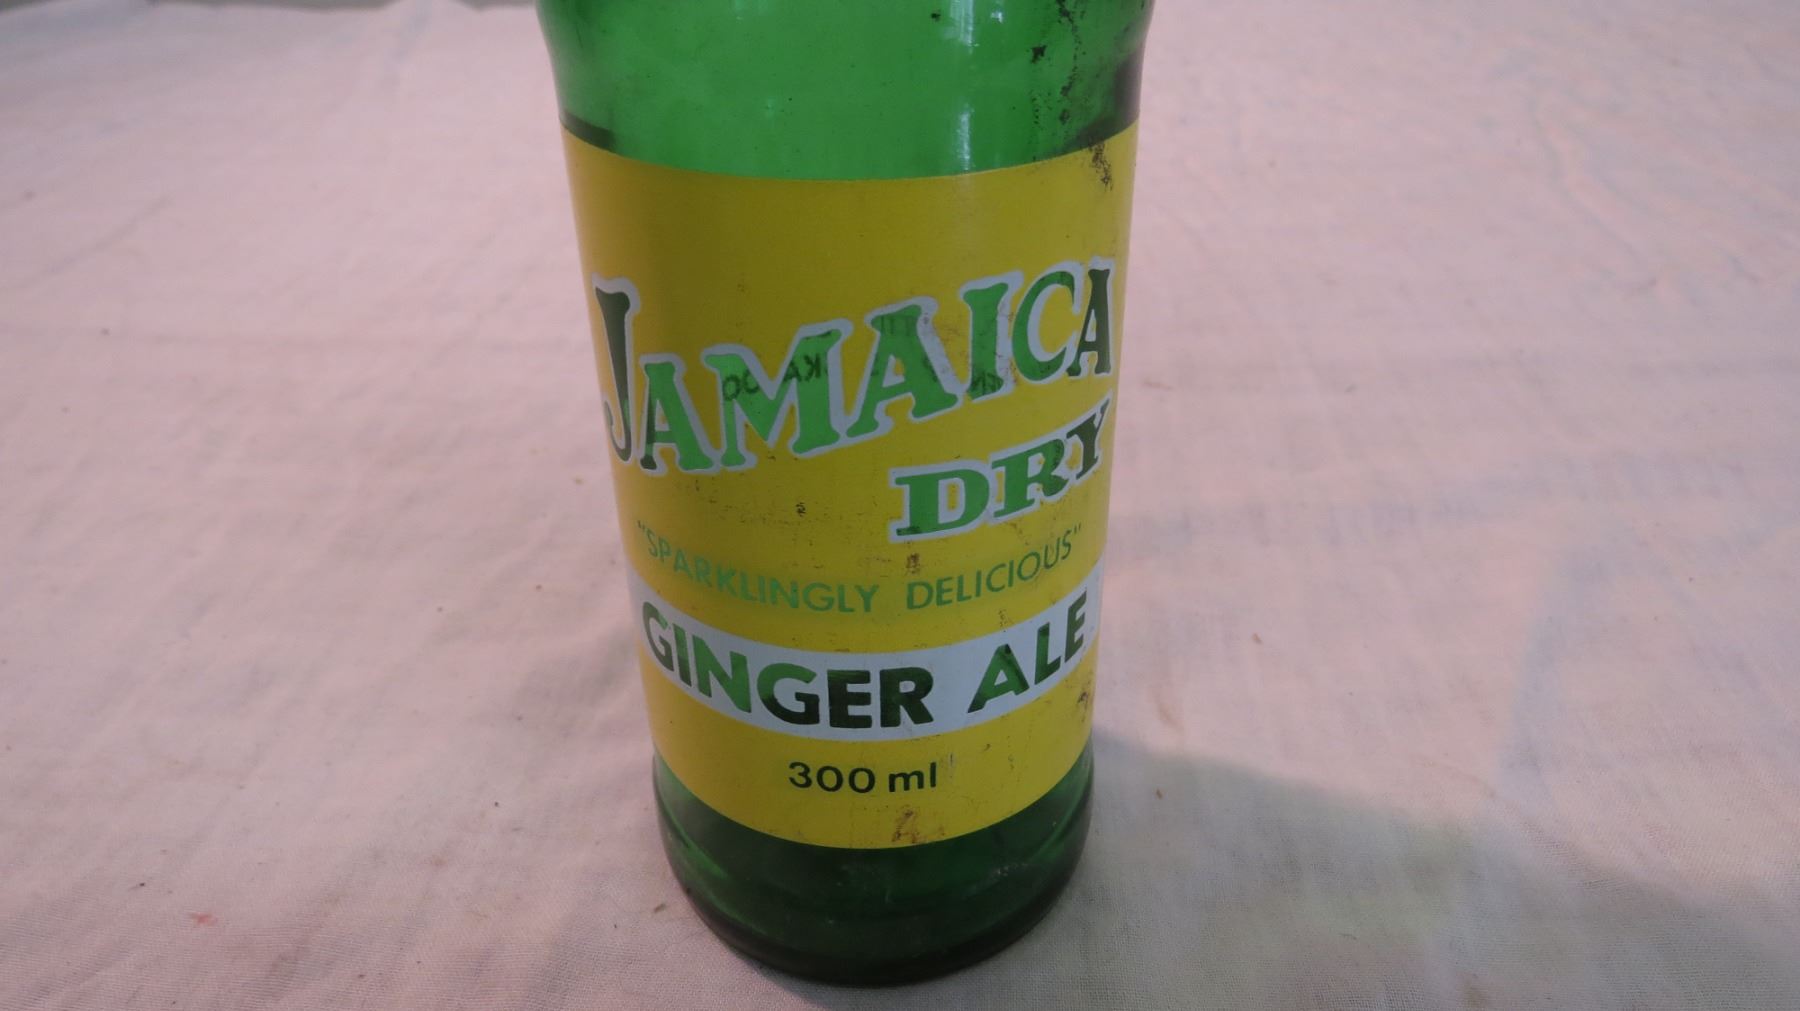 JAMAICA
DRY
"SPARKLINGLY DELICIOUS"
GINGER ALE
300 ml